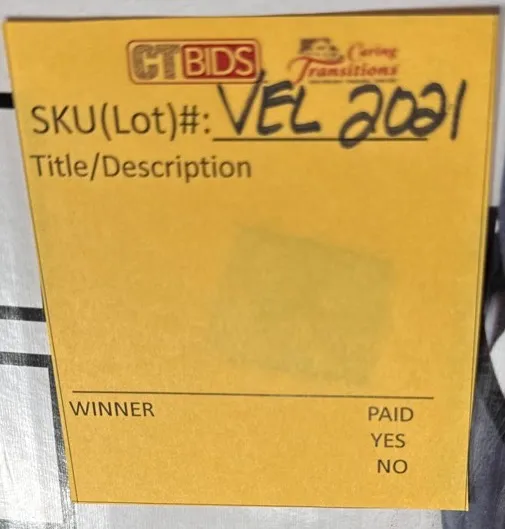 CTBIDS Caring Transitions
SKU(Lot)#: VEL 2021
Title/Description
WINNER PAID
YES
NO